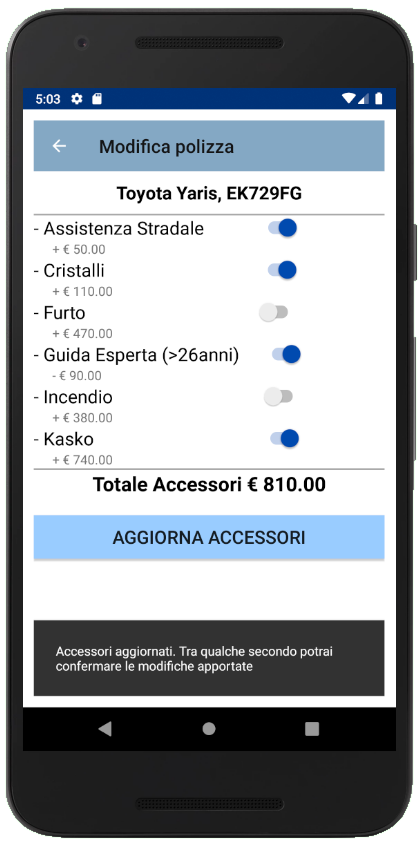 5:03
Modifica polizza
Toyota Yaris, EK729FG
- Assistenza Stradale
+ € 50.00
- Cristalli
+ € 110.00
- Furto
+ € 470.00
- Guida Esperta (>26anni)
- € 90.00
- Incendio
+ € 380.00
- Kasko
+ € 740.00
Totale Accessori € 810.00
AGGIORNA ACCESSORI
Accessori aggiornati. Tra qualche secondo potrai
confermare le modifiche apportate